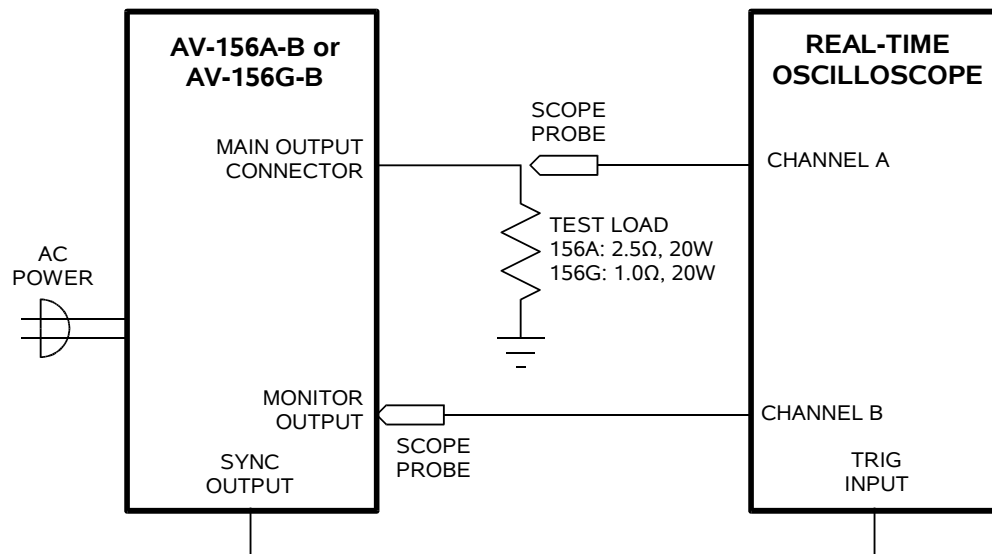 AV-156A-B or
AV-156G-B
MAIN OUTPUT
CONNECTOR
AC
POWER
MONITOR
OUTPUT
SYNC
OUTPUT
SCOPE
PROBE
TEST LOAD
156A: 2.5Ω, 20W
156G: 1.0Ω, 20W
SCOPE
PROBE
REAL-TIME
OSCILLOSCOPE
CHANNEL A
CHANNEL B
TRIG
INPUT